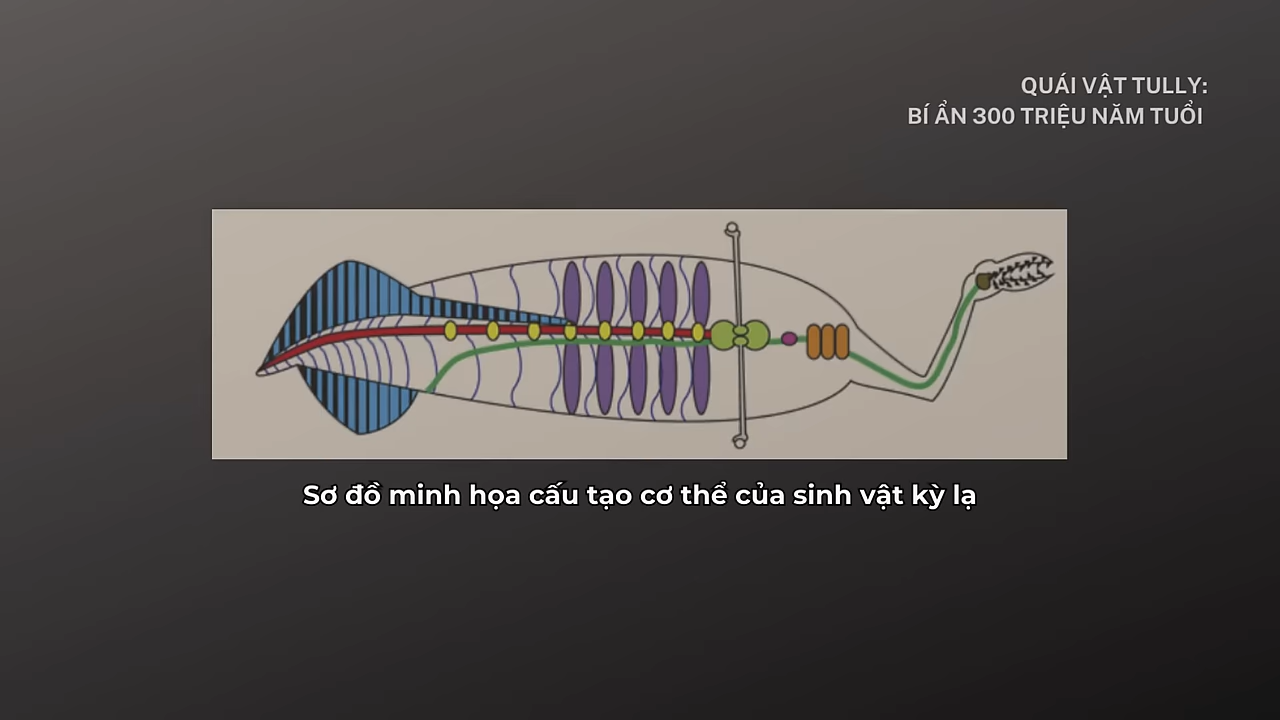 QUÁI VẬT TULLY:
BÍ ẨN 300 TRIỆU NĂM TUỔI
Sơ đồ minh họa cấu tạo cơ thể của sinh vật kỳ lạ